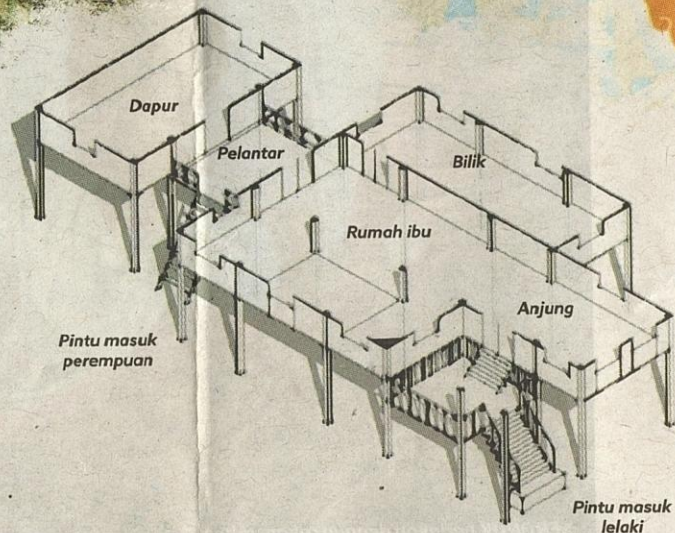 Dapur
Pelantar
Bilik
Rumah ibu
Anjung
Pintu masuk
perempuan
Pintu masuk
lelaki